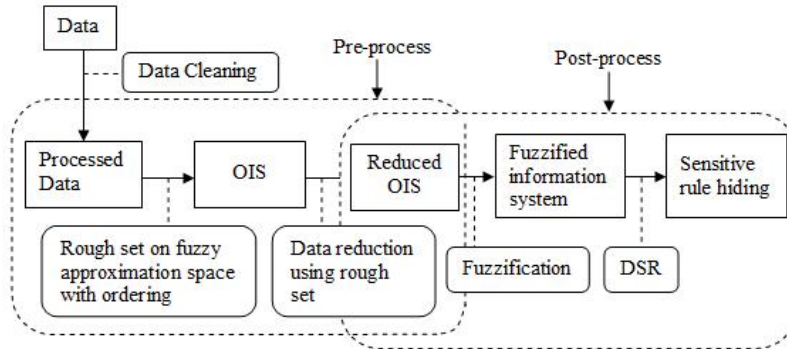 Data
Data Cleaning
Pre-process
Post-process
Processed
Data
OIS
Reduced
OIS
Fuzzified
information
system
Sensitive
rule hiding
Rough set on fuzzy
approximation space
with ordering
Data reduction
using rough
set
Fuzzification
DSR